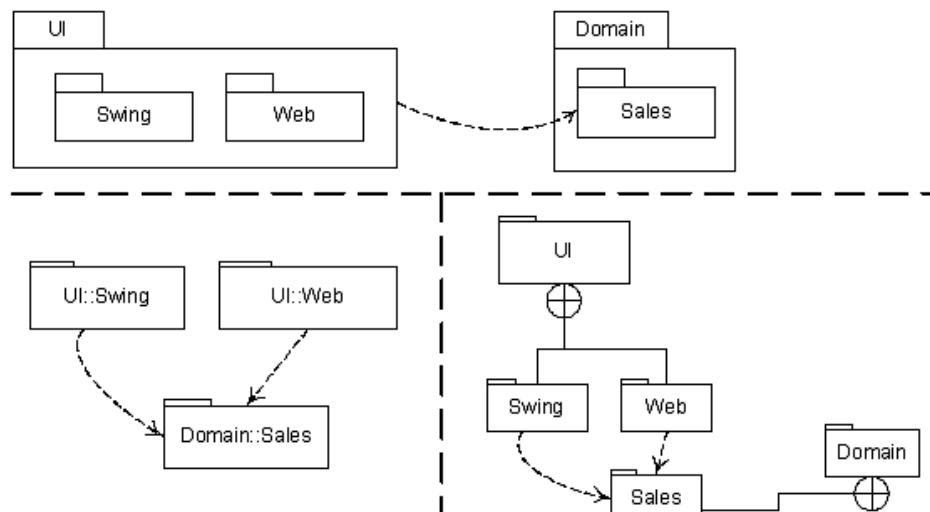 UI
Domain
Swing
Web
Sales
UI
UI::Swing
UI::Web
Swing
Web
Domain::Sales
Domain
Sales